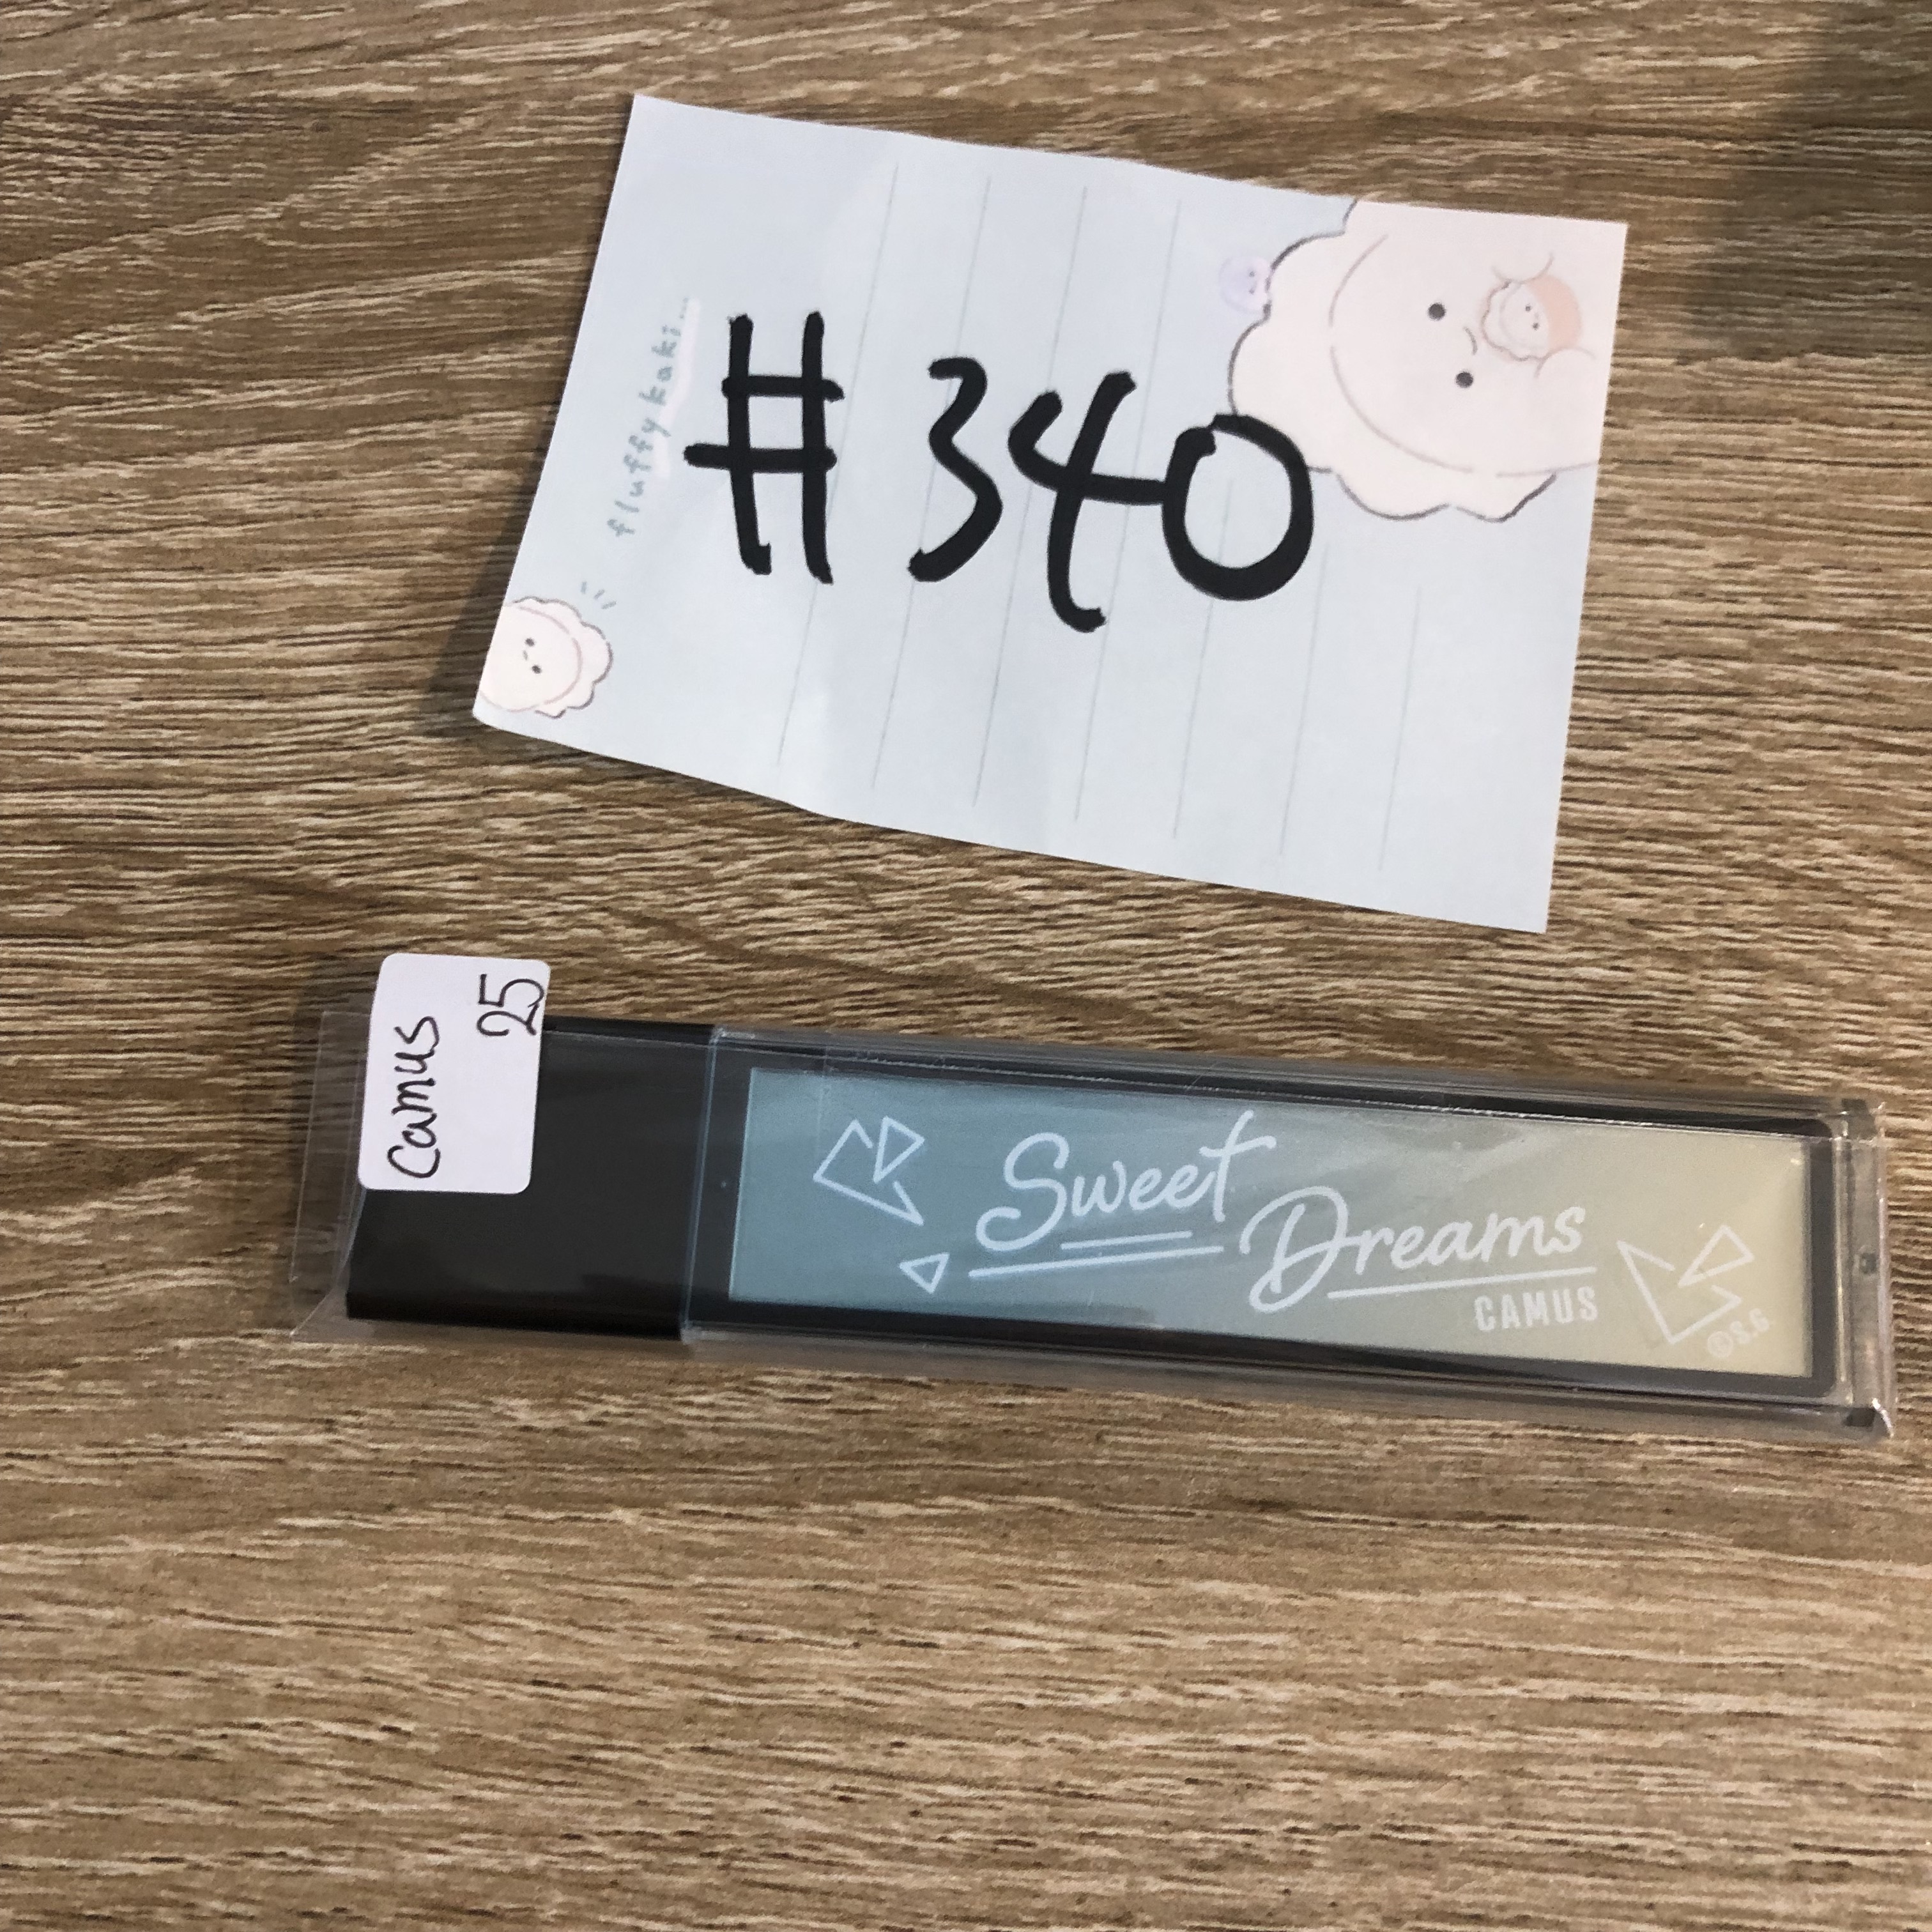 fluffy kaki...
#340
Camus
25
Sweet
Dreams
CAMUS
©S.G